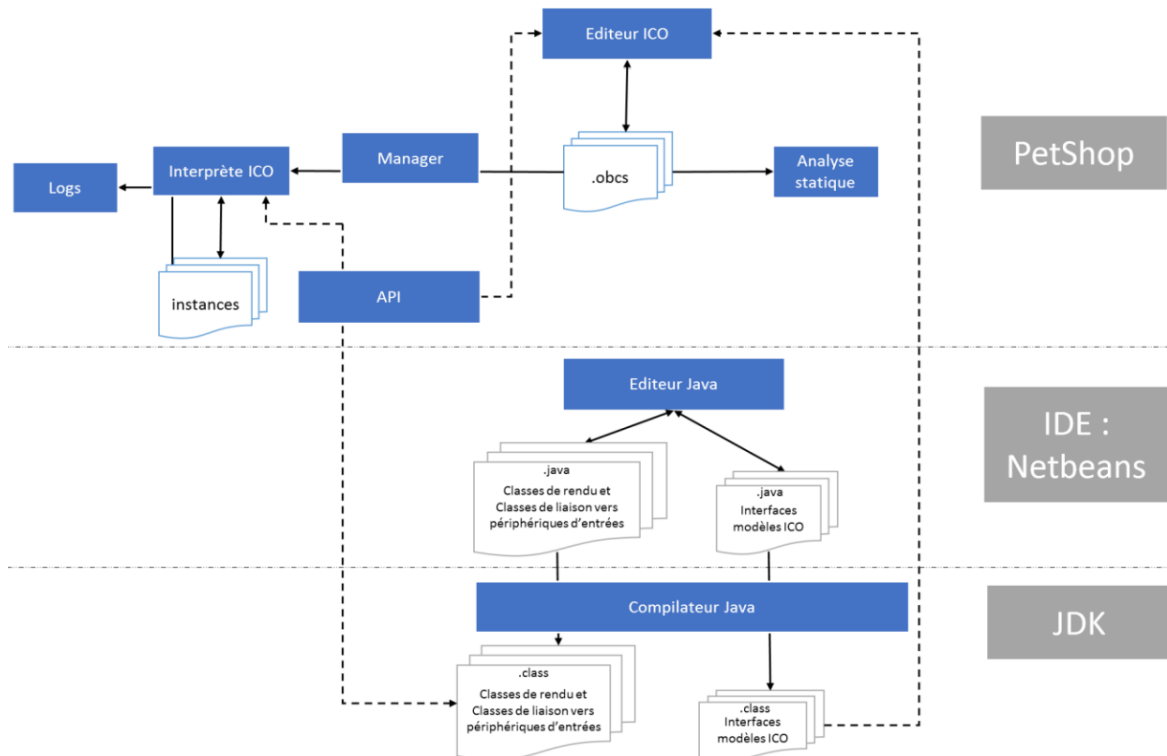 Editeur ICO
PetShop
Manager
Interprète ICO
Logs
.obcs
Analyse
statique
instances
API
Editeur Java
IDE :
Netbeans
.java
Classes de rendu et
Classes de liaison vers
périphériques d'entrées
.java
Interfaces
modèles ICO
Compilateur Java
JDK
.class
Classes de rendu et
Classes de liaison vers
périphériques d'entrées
.class
Interfaces
modèles ICO